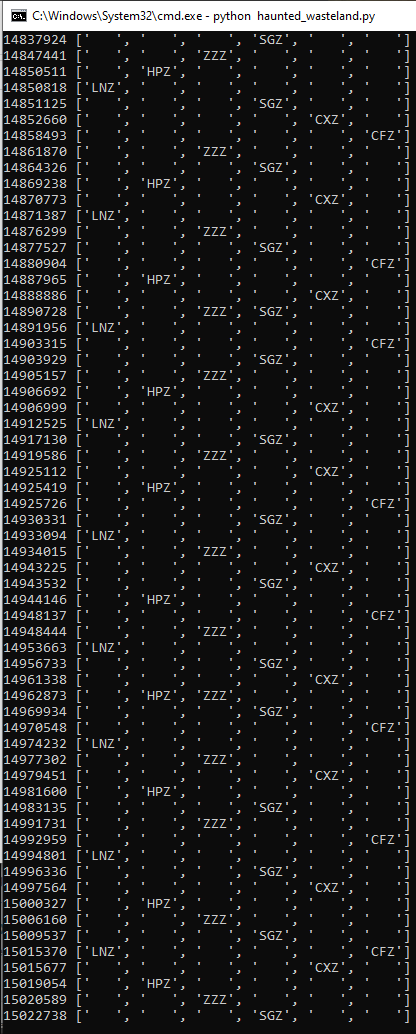 C:\Windows\System32\cmd.exe - python  haunted_wasteland.py
14837924 ['   ', '   ', '   ', 'SGZ', '   ', '   ']
14847441 ['   ', '   ', 'ZZZ', '   ', '   ', '   ']
14850511 ['   ', 'HPZ', '   ', '   ', '   ', '   ']
14850818 ['LNZ', '   ', '   ', '   ', '   ', '   ']
14851125 ['   ', '   ', '   ', 'SGZ', '   ', '   ']
14852660 ['   ', '   ', '   ', '   ', 'CXZ', '   ']
14858493 ['   ', '   ', '   ', '   ', '   ', 'CFZ']
14861870 ['   ', '   ', 'ZZZ', '   ', '   ', '   ']
14864326 ['   ', '   ', '   ', 'SGZ', '   ', '   ']
14869238 ['   ', 'HPZ', '   ', '   ', '   ', '   ']
14870773 ['   ', '   ', '   ', '   ', 'CXZ', '   ']
14871387 ['LNZ', '   ', '   ', '   ', '   ', '   ']
14876299 ['   ', '   ', 'ZZZ', '   ', '   ', '   ']
14877527 ['   ', '   ', '   ', 'SGZ', '   ', '   ']
14880904 ['   ', '   ', '   ', '   ', '   ', 'CFZ']
14887965 ['   ', 'HPZ', '   ', '   ', '   ', '   ']
14888886 ['   ', '   ', '   ', '   ', 'CXZ', '   ']
14890728 ['   ', '   ', 'ZZZ', 'SGZ', '   ', '   ']
14891956 ['LNZ', '   ', '   ', '   ', '   ', '   ']
14903315 ['   ', '   ', '   ', '   ', '   ', 'CFZ']
14903929 ['   ', '   ', '   ', 'SGZ', '   ', '   ']
14905157 ['   ', '   ', 'ZZZ', '   ', '   ', '   ']
14906692 ['   ', 'HPZ', '   ', '   ', '   ', '   ']
14906999 ['   ', '   ', '   ', '   ', 'CXZ', '   ']
14912525 ['LNZ', '   ', '   ', '   ', '   ', '   ']
14917130 ['   ', '   ', '   ', 'SGZ', '   ', '   ']
14919586 ['   ', '   ', 'ZZZ', '   ', '   ', '   ']
14925112 ['   ', '   ', '   ', '   ', 'CXZ', '   ']
14925419 ['   ', 'HPZ', '   ', '   ', '   ', '   ']
14925726 ['   ', '   ', '   ', '   ', '   ', 'CFZ']
14930331 ['   ', '   ', '   ', 'SGZ', '   ', '   ']
14933094 ['LNZ', '   ', '   ', '   ', '   ', '   ']
14934015 ['   ', '   ', 'ZZZ', '   ', '   ', '   ']
14943225 ['   ', '   ', '   ', '   ', 'CXZ', '   ']
14943532 ['   ', '   ', '   ', 'SGZ', '   ', '   ']
14944146 ['   ', 'HPZ', '   ', '   ', '   ', '   ']
14948137 ['   ', '   ', '   ', '   ', '   ', 'CFZ']
14948444 ['   ', '   ', 'ZZZ', '   ', '   ', '   ']
14953663 ['LNZ', '   ', '   ', '   ', '   ', '   ']
14956733 ['   ', '   ', '   ', 'SGZ', '   ', '   ']
14961338 ['   ', '   ', '   ', '   ', 'CXZ', '   ']
14962873 ['   ', 'HPZ', 'ZZZ', '   ', '   ', '   ']
14969934 ['   ', '   ', '   ', 'SGZ', '   ', '   ']
14970548 ['   ', '   ', '   ', '   ', '   ', 'CFZ']
14974232 ['LNZ', '   ', '   ', '   ', '   ', '   ']
14977302 ['   ', '   ', 'ZZZ', '   ', '   ', '   ']
14979451 ['   ', '   ', '   ', '   ', 'CXZ', '   ']
14981600 ['   ', 'HPZ', '   ', '   ', '   ', '   ']
14983135 ['   ', '   ', '   ', 'SGZ', '   ', '   ']
14991731 ['   ', '   ', 'ZZZ', '   ', '   ', '   ']
14992959 ['   ', '   ', '   ', '   ', '   ', 'CFZ']
14994801 ['LNZ', '   ', '   ', '   ', '   ', '   ']
14996336 ['   ', '   ', '   ', 'SGZ', '   ', '   ']
14997564 ['   ', '   ', '   ', '   ', 'CXZ', '   ']
15000327 ['   ', 'HPZ', '   ', '   ', '   ', '   ']
15006160 ['   ', '   ', 'ZZZ', '   ', '   ', '   ']
15009537 ['   ', '   ', '   ', 'SGZ', '   ', '   ']
15015370 ['LNZ', '   ', '   ', '   ', '   ', 'CFZ']
15015677 ['   ', '   ', '   ', '   ', 'CXZ', '   ']
15019054 ['   ', 'HPZ', '   ', '   ', '   ', '   ']
15020589 ['   ', '   ', 'ZZZ', '   ', '   ', '   ']
15022738 ['   ', '   ', '   ', 'SGZ', '   ', '   ']